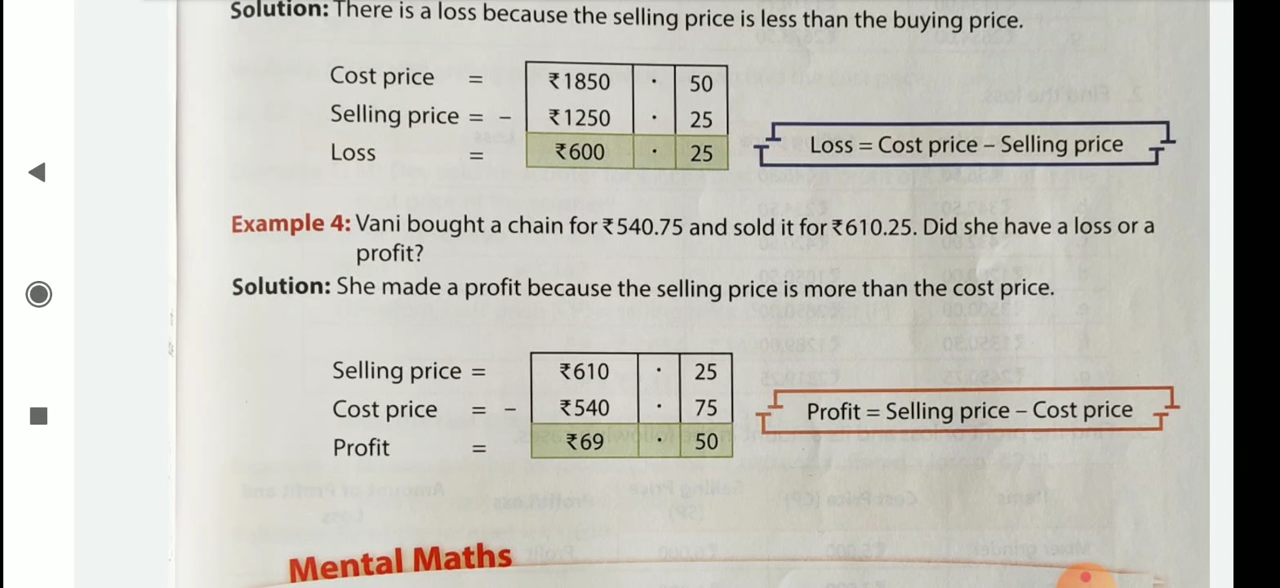 Solution: There is a loss because the selling price is less than the buying price.
Cost price = ₹1850 . 50
Selling price = - ₹1250 . 25
Loss = ₹600 . 25
Loss = Cost price – Selling price
Example 4: Vani bought a chain for ₹540.75 and sold it for ₹610.25. Did she have a loss or a
profit?
Solution: She made a profit because the selling price is more than the cost price.
Selling price = ₹610 . 25
Cost price = - ₹540 . 75
Profit = ₹69 . 50
Profit = Selling price – Cost price
Mental Maths